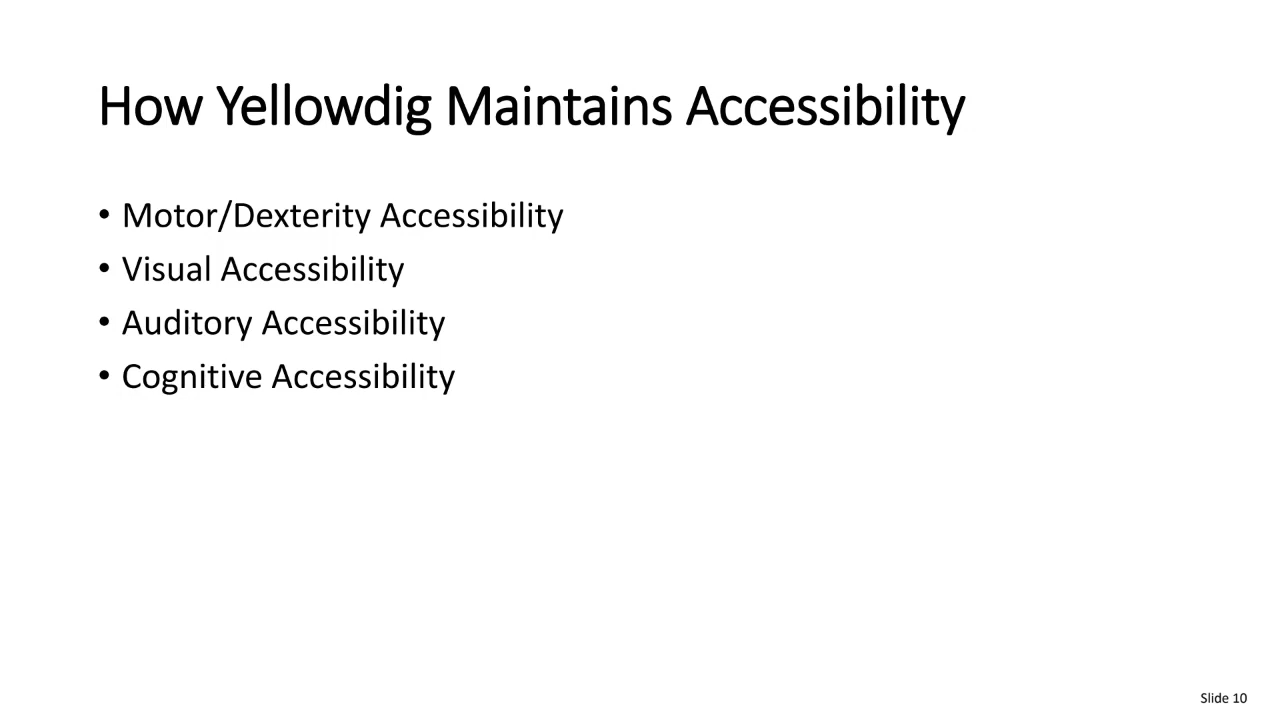 How Yellowdig Maintains Accessibility
• Motor/Dexterity Accessibility
• Visual Accessibility
• Auditory Accessibility
• Cognitive Accessibility
Slide 10